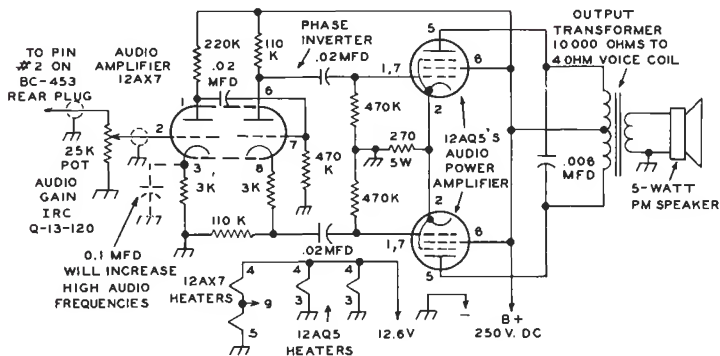 TO PIN
#2 ON
BC-453
REAR PLUG
AUDIO
AMPLIFIER
12AX7
220K
.02
MFD
110
K
PHASE
INVERTER
.02MFD
OUTPUT
TRANSFORMER
10000 OHMS TO
4 OHM VOICE COIL
1
6
2
7
3
8
25K
POT
AUDIO
GAIN
IRC
Q-13-120
3K
3K
470
K
470K
470K
270
5W
1,7
5
6
2
12AQ5'S
AUDIO
POWER
AMPLIFIER
2
1,7
6
5
.006
MFD
5-WATT
PM SPEAKER
110 K
.02MFD
0.1 MFD
WILL INCREASE
HIGH AUDIO
FREQUENCIES
12AX7
HEATERS
4
9
5
4
3
4
3
12AQ5
HEATERS
12.6V
–
B+
250V. DC